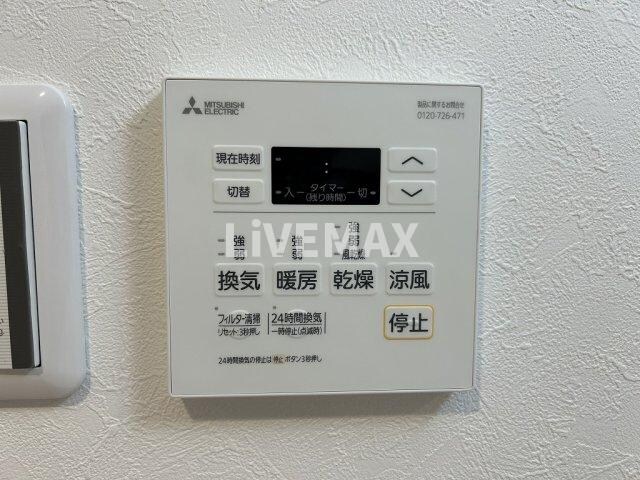 MITSUBISHI
ELECTRIC
製品に関するお問合せ
0120-726-471
現在時刻
切替
:
タイマー
入 (残り時間) 切
強 強 強
弱 弱 弱
風乾燥
LiVEMAX
換気 暖房 乾燥 涼風
フィルター清掃 24時間換気
リセット:3秒押し 一時停止(点滅時)
停止
24時間換気の停止は 停止 ボタン3秒押し